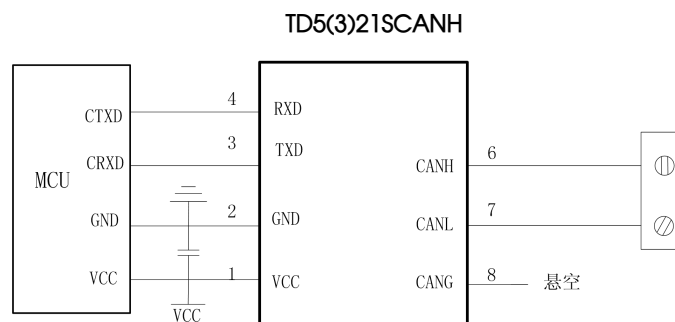 TD5(3)21SCANH
CTXD 4 RXD
CRXD 3 TXD
MCU
CANH 6
GND 2 GND
CANL 7
VCC 1 VCC
CANG 8 悬空
VCC